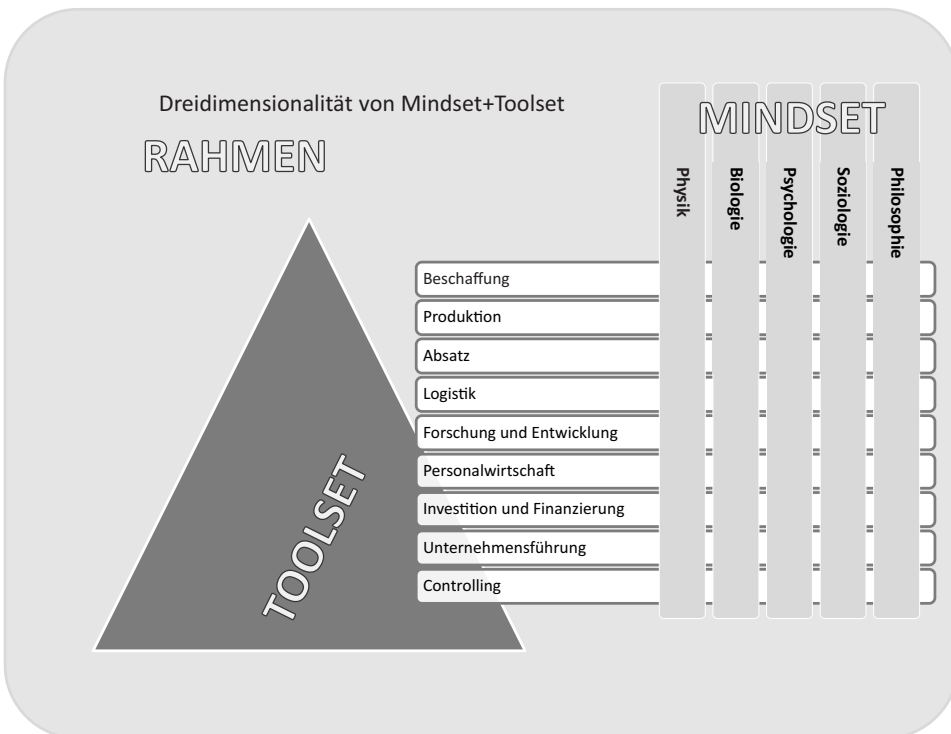 Dreidimensionalität von Mindset+Toolset
RAHMEN
MINDSET
Physik
Biologie
Psychologie
Soziologie
Philosophie
Beschaffung
Produktion
Absatz
Logistik
Forschung und Entwicklung
Personalwirtschaft
Investition und Finanzierung
Unternehmensführung
Controlling
TOOLSET